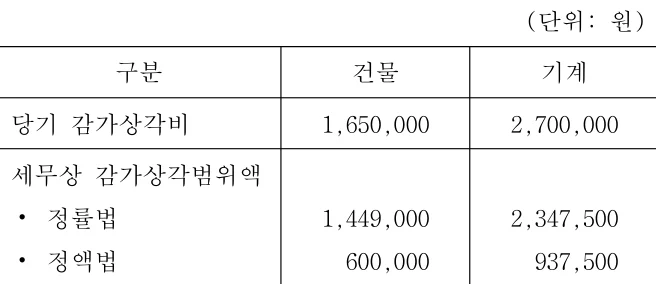 (단위: 원)
구분 건물 기계
당기 감가상각비 1,650,000 2,700,000
세무상 감가상각범위액
• 정률법 1,449,000 2,347,500
• 정액법 600,000 937,500